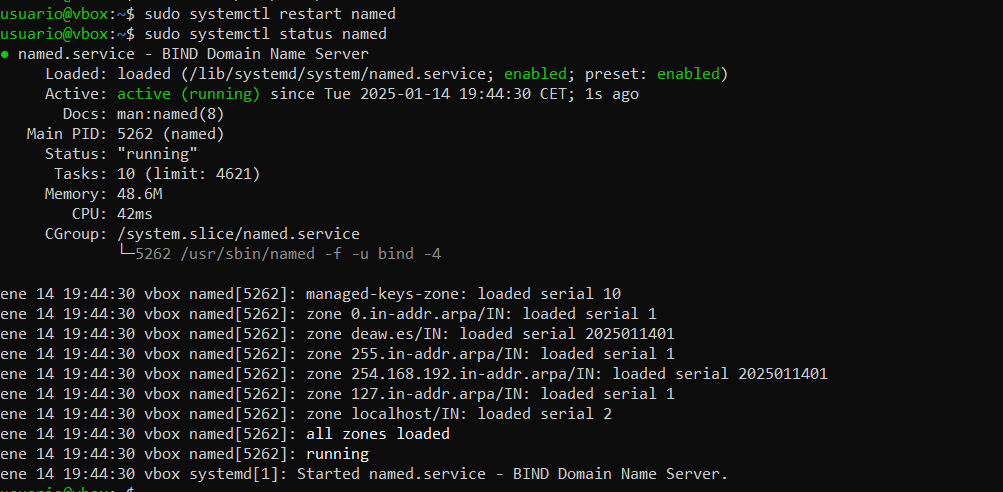 usuario@vbox:~$ sudo systemctl restart named
usuario@vbox:~$ sudo systemctl status named
● named.service - BIND Domain Name Server
     Loaded: loaded (/lib/systemd/system/named.service; enabled; preset: enabled)
     Active: active (running) since Tue 2025-01-14 19:44:30 CET; 1s ago
       Docs: man:named(8)
   Main PID: 5262 (named)
     Status: "running"
      Tasks: 10 (limit: 4621)
     Memory: 48.6M
        CPU: 42ms
     CGroup: /system.slice/named.service
             └─5262 /usr/sbin/named -f -u bind -4

ene 14 19:44:30 vbox named[5262]: managed-keys-zone: loaded serial 10
ene 14 19:44:30 vbox named[5262]: zone 0.in-addr.arpa/IN: loaded serial 1
ene 14 19:44:30 vbox named[5262]: zone deaw.es/IN: loaded serial 2025011401
ene 14 19:44:30 vbox named[5262]: zone 255.in-addr.arpa/IN: loaded serial 1
ene 14 19:44:30 vbox named[5262]: zone 254.168.192.in-addr.arpa/IN: loaded serial 2025011401
ene 14 19:44:30 vbox named[5262]: zone 127.in-addr.arpa/IN: loaded serial 1
ene 14 19:44:30 vbox named[5262]: zone localhost/IN: loaded serial 2
ene 14 19:44:30 vbox named[5262]: all zones loaded
ene 14 19:44:30 vbox named[5262]: running
ene 14 19:44:30 vbox systemd[1]: Started named.service - BIND Domain Name Server.